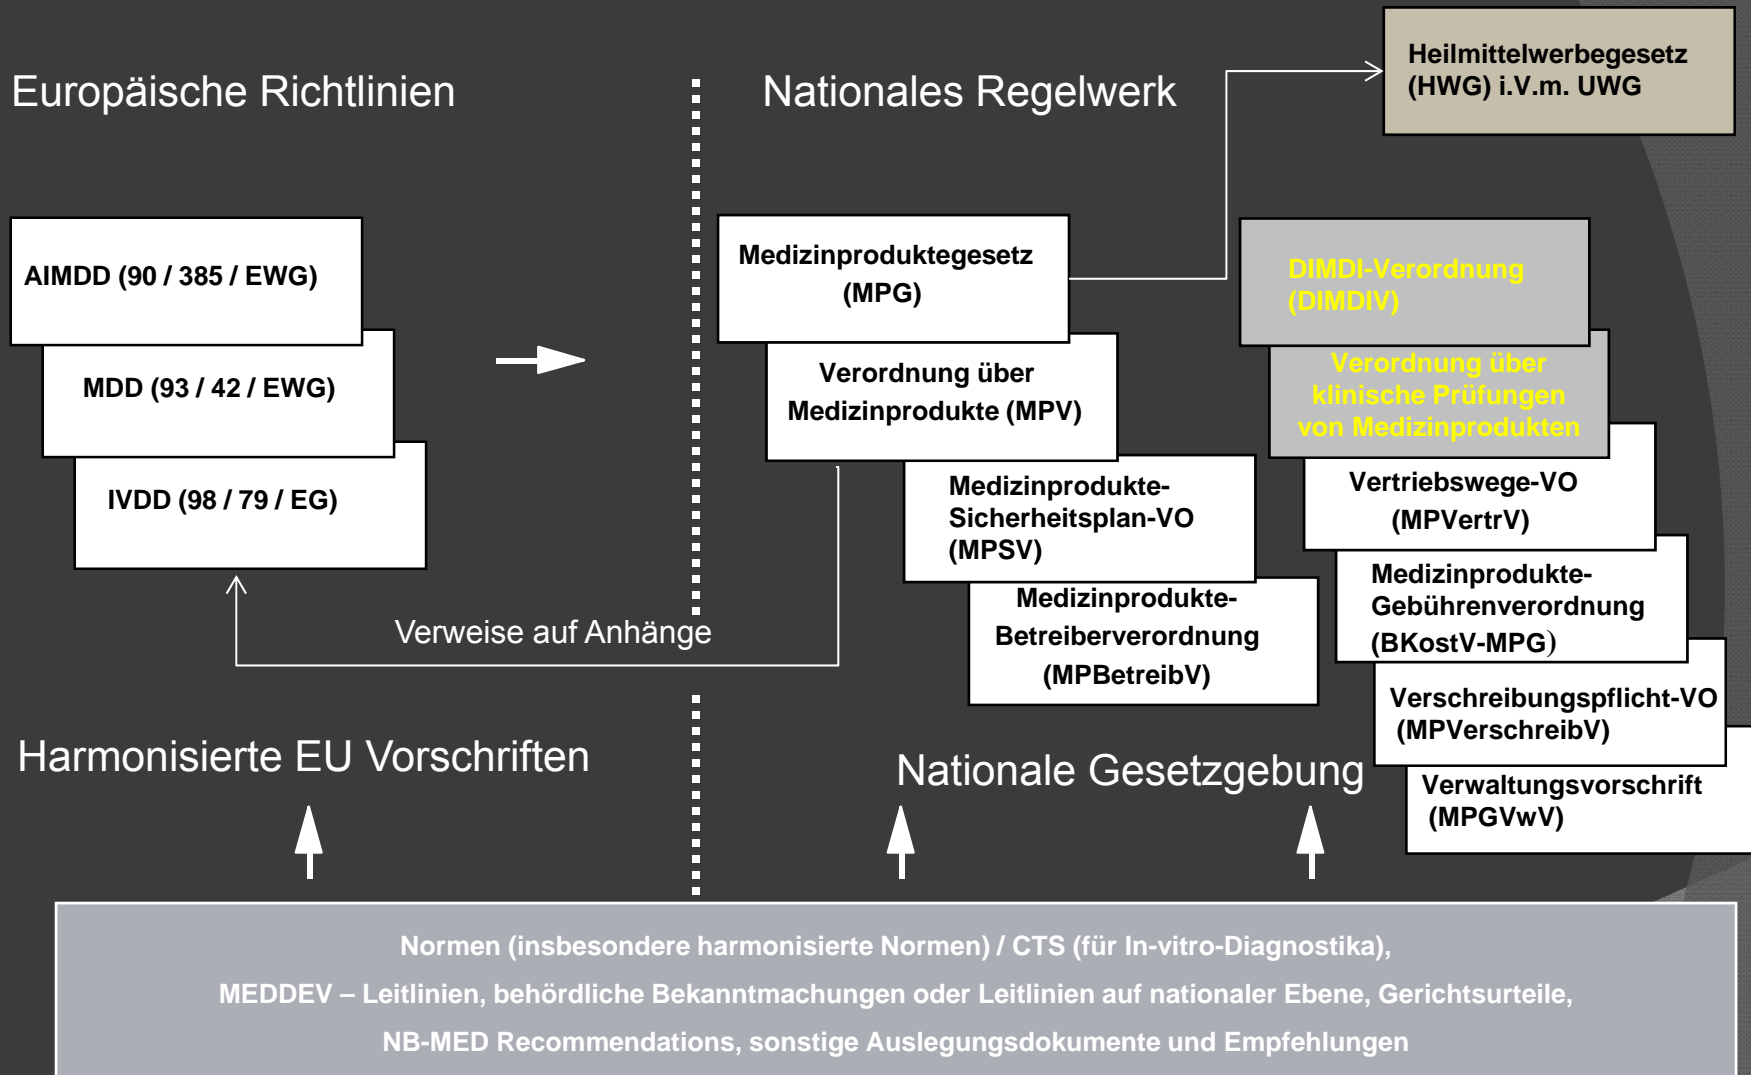 Europäische Richtlinien
Nationales Regelwerk
Heilmittelwerbegesetz
(HWG) i.V.m. UWG
AIMDD (90 / 385 / EWG)
MDD (93 / 42 / EWG)
IVDD (98 / 79 / EG)
Verweise auf Anhänge
Medizinproduktegesetz
(MPG)
Verordnung über
Medizinprodukte (MPV)
Medizinprodukte-
Sicherheitsplan-VO
(MPSV)
Medizinprodukte-
Betreiberverordnung
(MPBetreibV)
DIMDI-Verordnung
(DIMDIV)
Verordnung über
klinische Prüfungen
von Medizinprodukten
Vertriebswege-VO
(MPVertrV)
Medizinprodukte-
Gebührenverordnung
(BKostV-MPG)
Verschreibungspflicht-VO
(MPVerschreibV)
Verwaltungsvorschrift
(MPGVwV)
Harmonisierte EU Vorschriften
Nationale Gesetzgebung
Normen (insbesondere harmonisierte Normen) / CTS (für In-vitro-Diagnostika),
MEDDEV – Leitlinien, behördliche Bekanntmachungen oder Leitlinien auf nationaler Ebene, Gerichtsurteile,
NB-MED Recommendations, sonstige Auslegungsdokumente und Empfehlungen